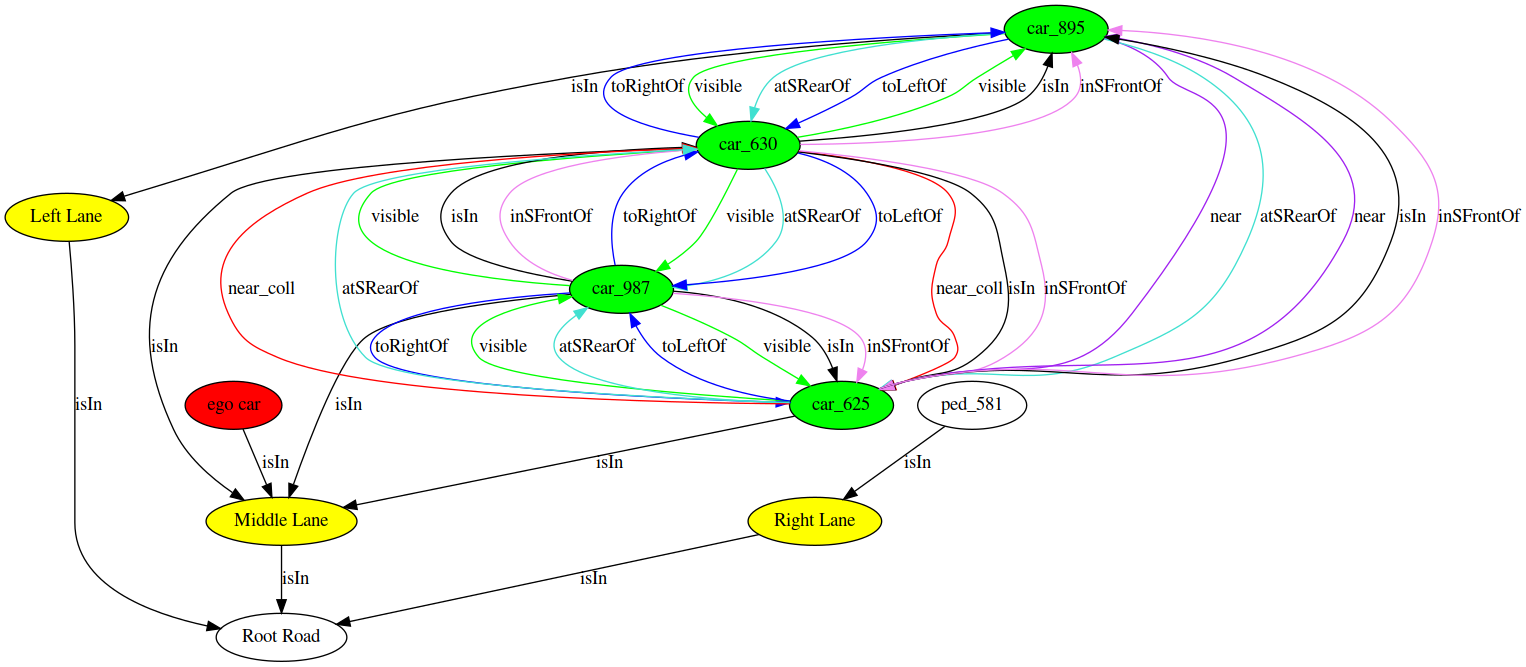 car_895
isIn
toRightOf
visible
atSRearOf
toLeftOf
visible
isIn
inSFrontOf
car_630
Left Lane
visible
isIn
inSFrontOf
toRightOf
visible
atSRearOf
toLeftOf
near
atSRearOf
near
isIn
inSFrontOf
near_coll
atSRearOf
car_987
near_coll
isIn
inSFrontOf
isIn
toRightOf
visible
atSRearOf
toLeftOf
visible
isIn
inSFrontOf
isIn
ego car
isIn
car_625
ped_581
isIn
isIn
isIn
Middle Lane
Right Lane
isIn
isIn
Root Road